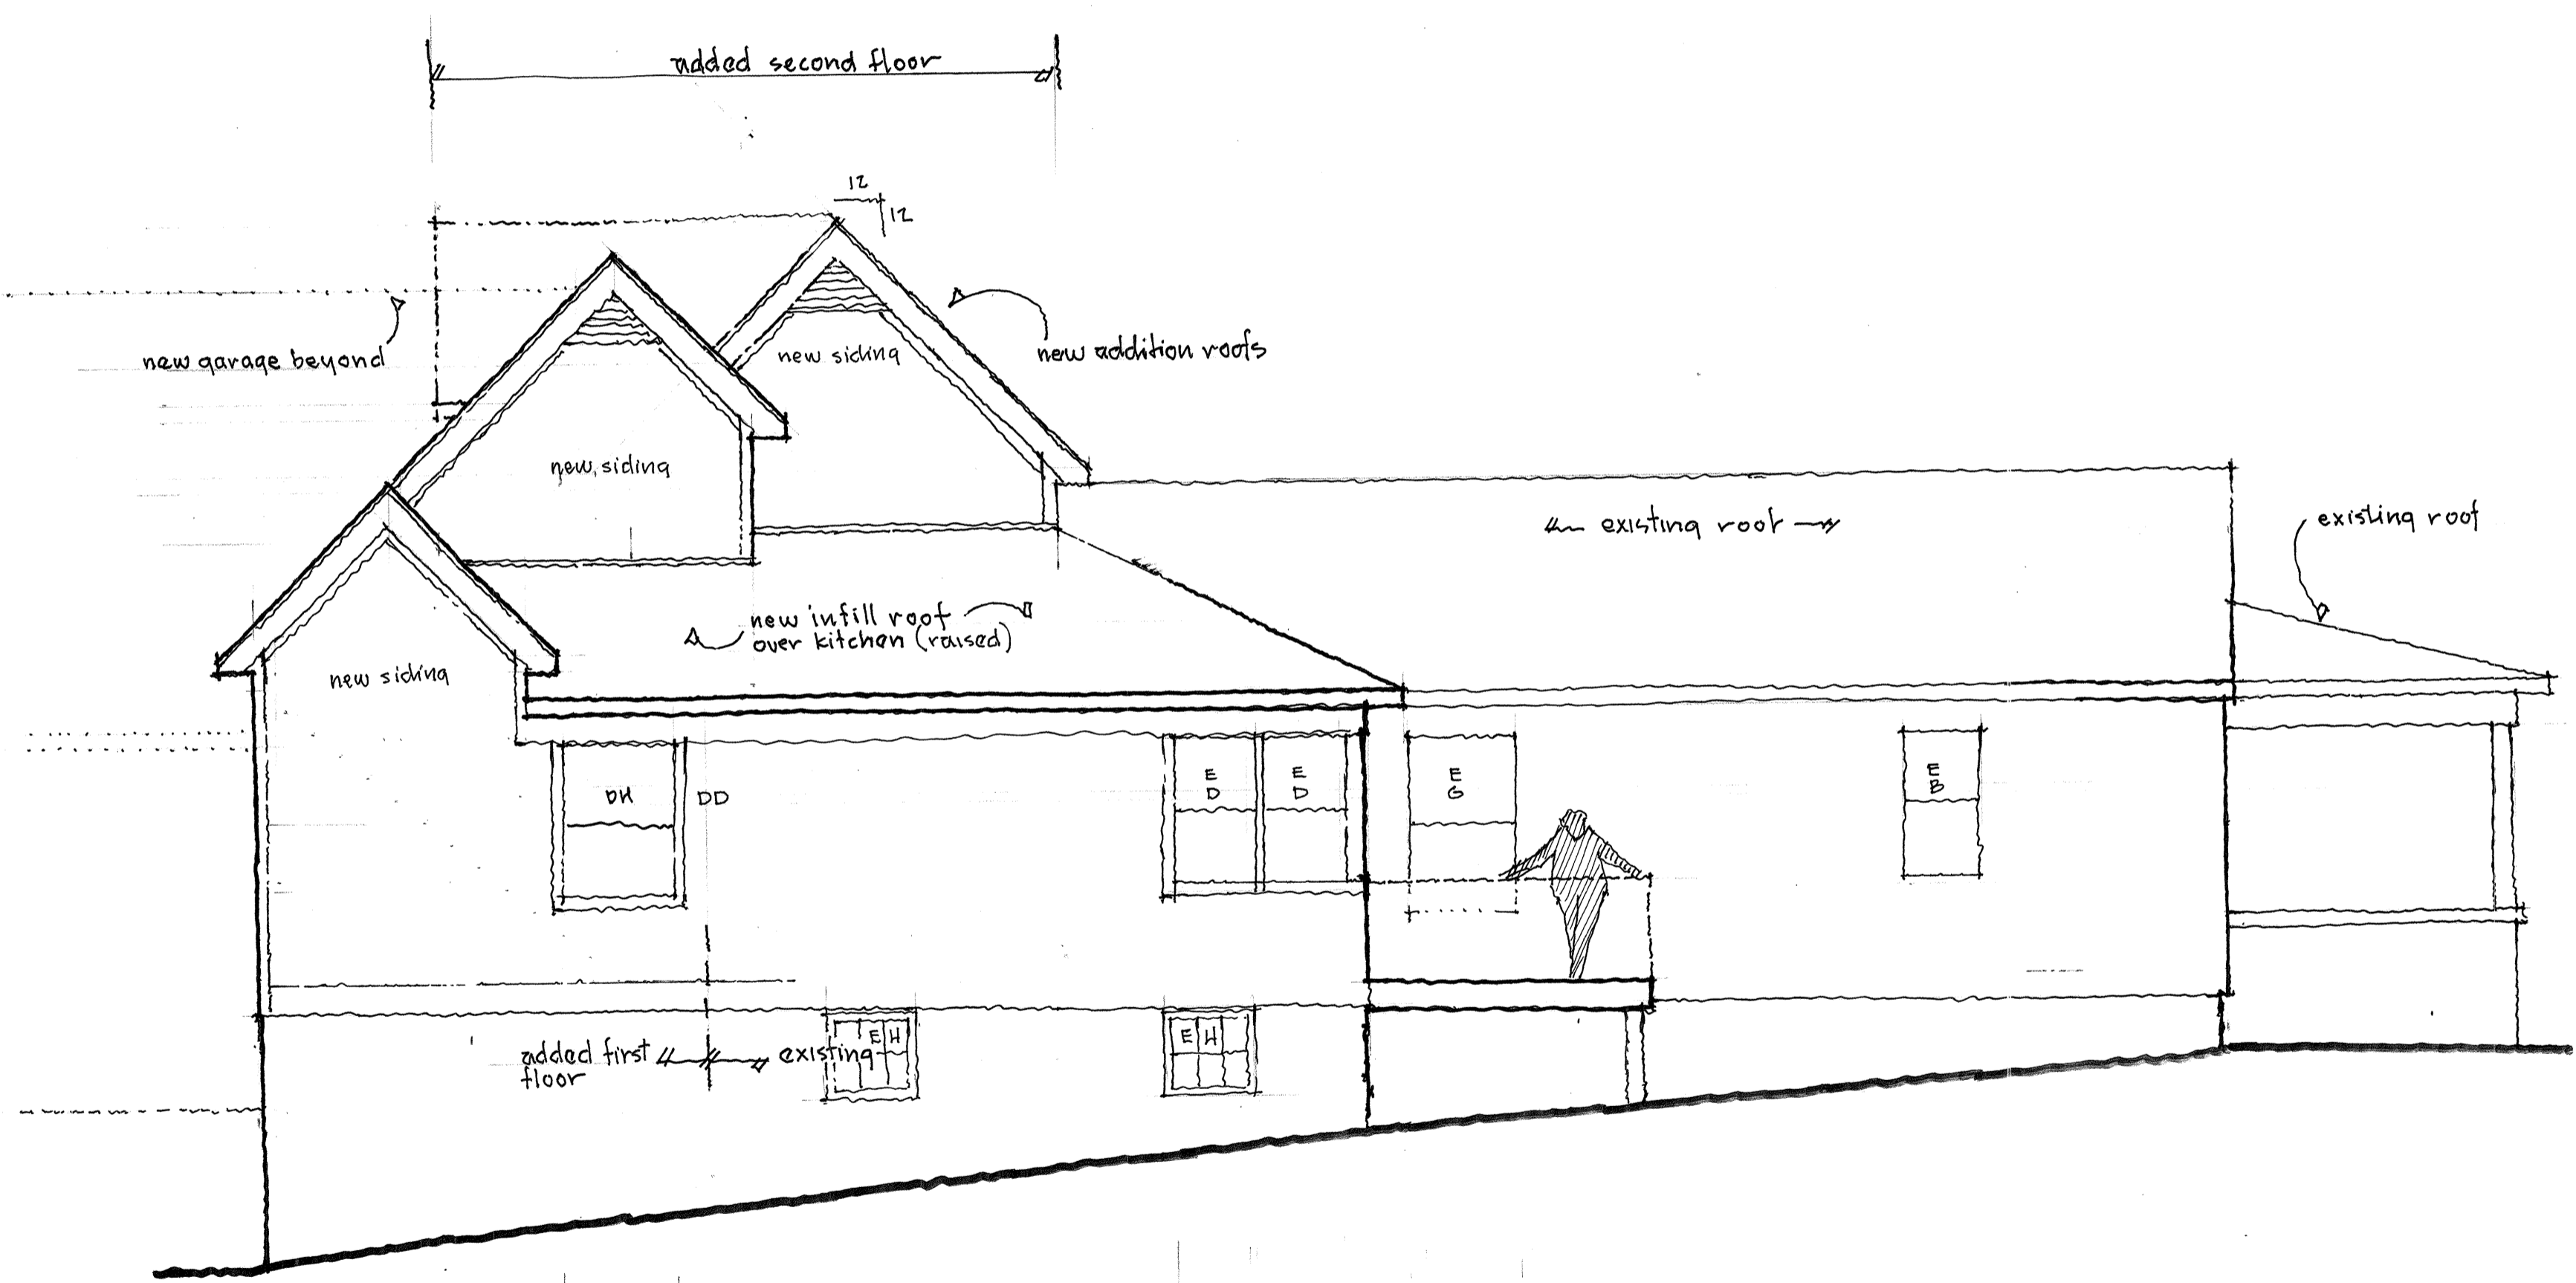 added second floor
12
12
new garage beyond
new siding
new addition roofs
new siding
existing roof
existing roof
new infill roof
over kitchen (raised)
new siding
DH
DD
E
D
E
D
E
G
E
B
added first
floor
existing
E H
E H